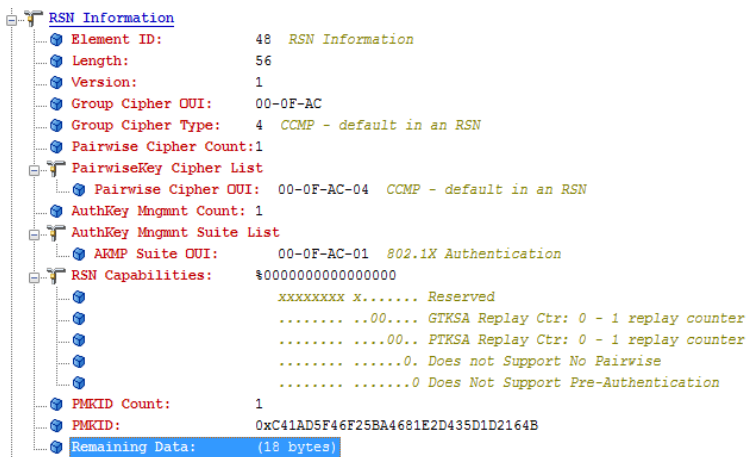 RSN Information
Element ID: 48 RSN Information
Length: 56
Version: 1
Group Cipher OUI: 00-0F-AC
Group Cipher Type: 4 CCMP - default in an RSN
Pairwise Cipher Count:1
PairwiseKey Cipher List
Pairwise Cipher OUI: 00-0F-AC-04 CCMP - default in an RSN
AuthKey Mngmnt Count: 1
AuthKey Mngmnt Suite List
AKMP Suite OUI: 00-0F-AC-01 802.1X Authentication
RSN Capabilities: %0000000000000000
xxxxxxxx x....... Reserved
........ ..00.... GTKSA Replay Ctr: 0 - 1 replay counter
........ ....00.. PTKSA Replay Ctr: 0 - 1 replay counter
........ ......0. Does not Support No Pairwise
........ .......0 Does Not Support Pre-Authentication
PMKID Count: 1
PMKID: 0xC41AD5F46F25BA4681E2D435D1D2164B
Remaining Data: (18 bytes)